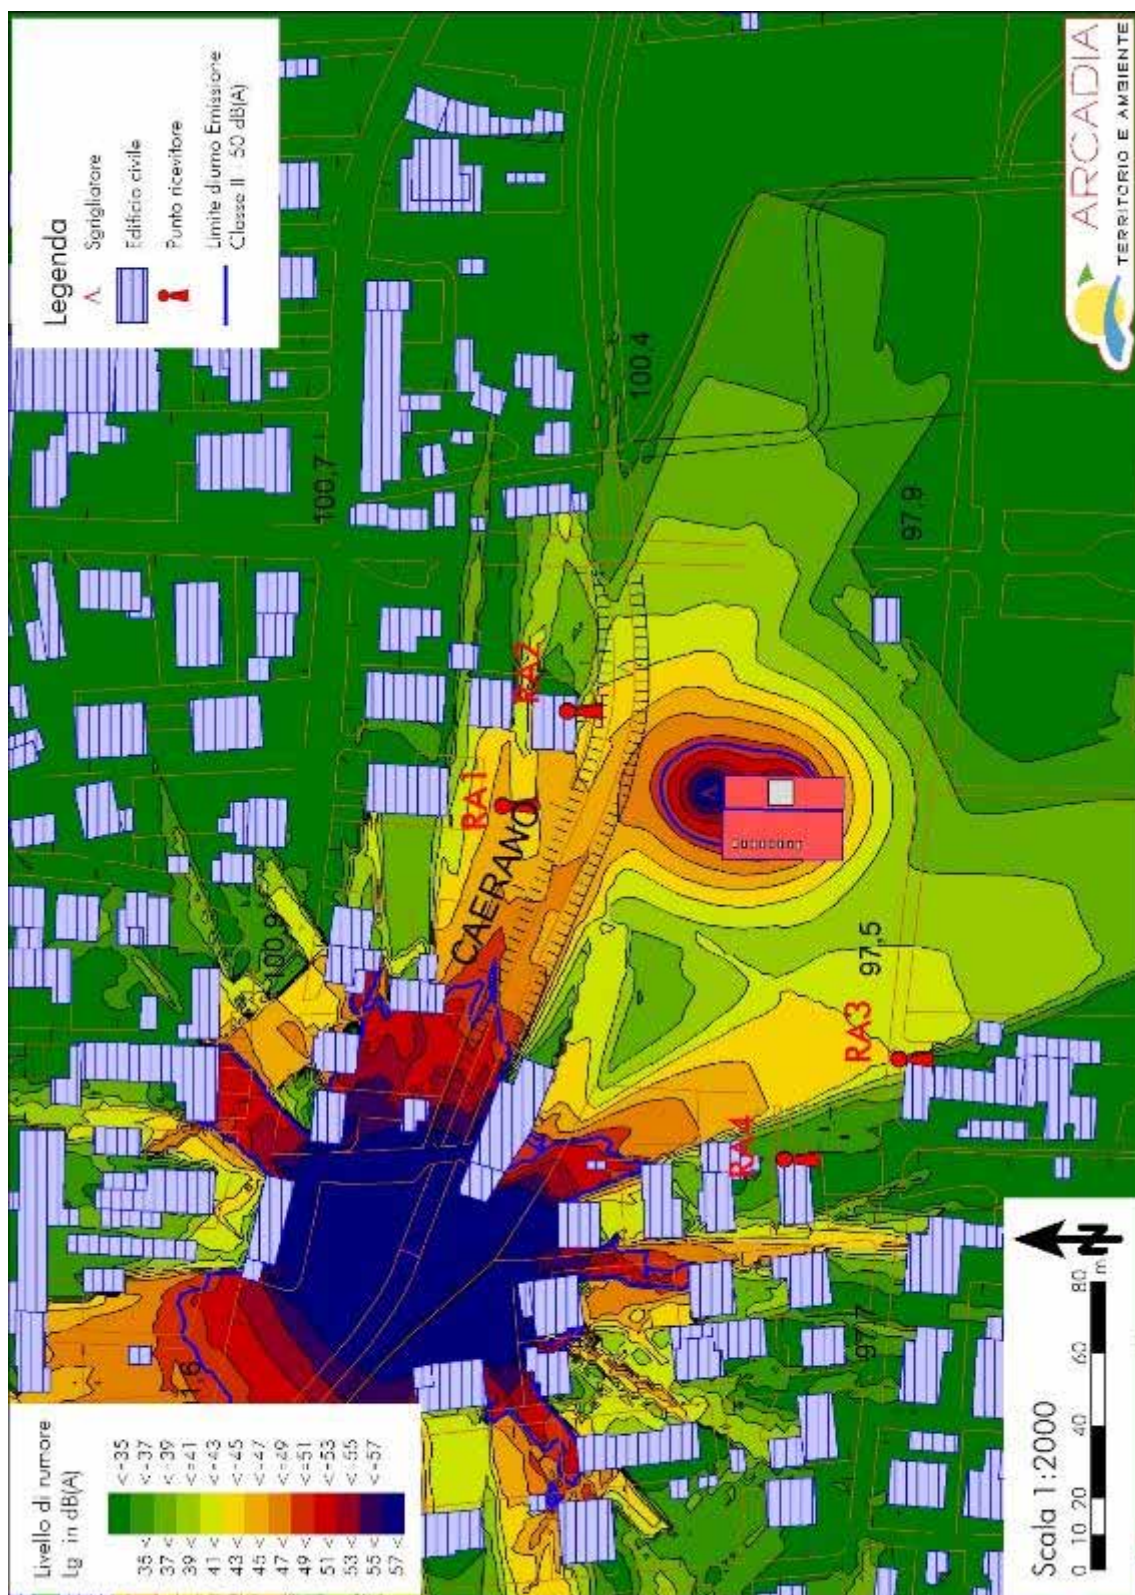 Legenda
Sgrigliatore
Edificio civile
Punto ricevitore
Limite diurno Emissione
Classe II - 50 dB(A)
100,7
100,9
100.4
97,9
97,5
97
1,6
RA1
RA2
RA3
RA4
CAERANO
ARCADIA
TERRITORIO E AMBIENTE
Livello di rumore
Lg in dB(A)
<=35
35 < <=37
37 < <=39
39 < <=41
41 < <=43
43 < <=45
45 < <=47
47 < <=49
49 < <=51
51 < <=53
53 < <=55
55 < <=57
57 <
Scala 1:2000
0 10 20 40 60 80
m
N